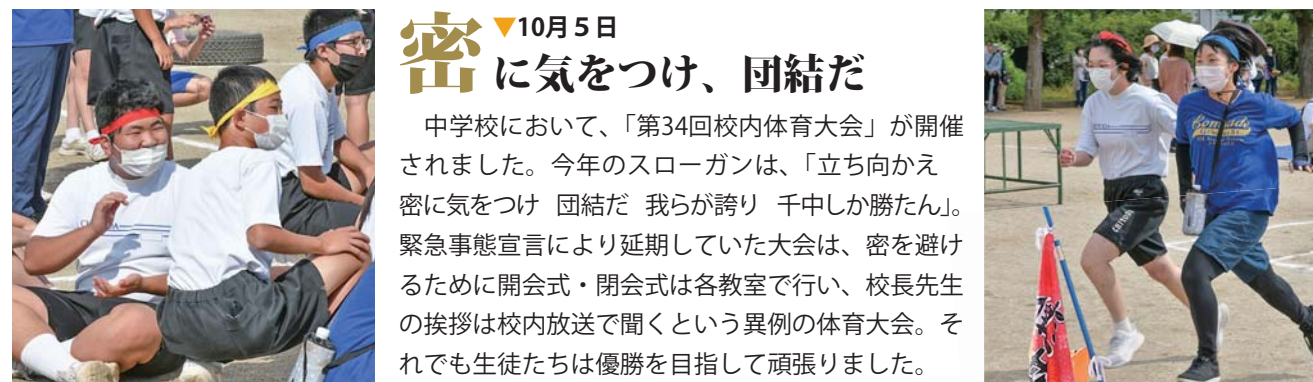 ▼10月5日
密に気をつけ、団結だ
　中学校において、「第34回校内体育大会」が開催
されました。今年のスローガンは、「立ち向かえ
密に気をつけ　団結だ　我らが誇り　千中しか勝たん」。
緊急事態宣言により延期していた大会は、密を避け
るために開会式・閉会式は各教室で行い、校長先生
の挨拶は校内放送で聞くという異例の体育大会。そ
れでも生徒たちは優勝を目指して頑張りました。